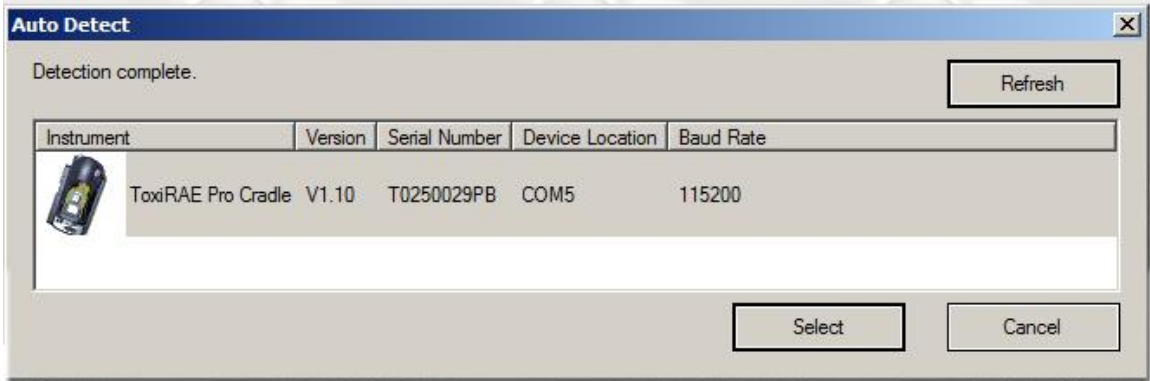 Auto Detect
Detection complete.
Refresh
Instrument Version Serial Number Device Location Baud Rate
ToxiRAE Pro Cradle V1.10 T0250029PB COM5 115200
Select Cancel